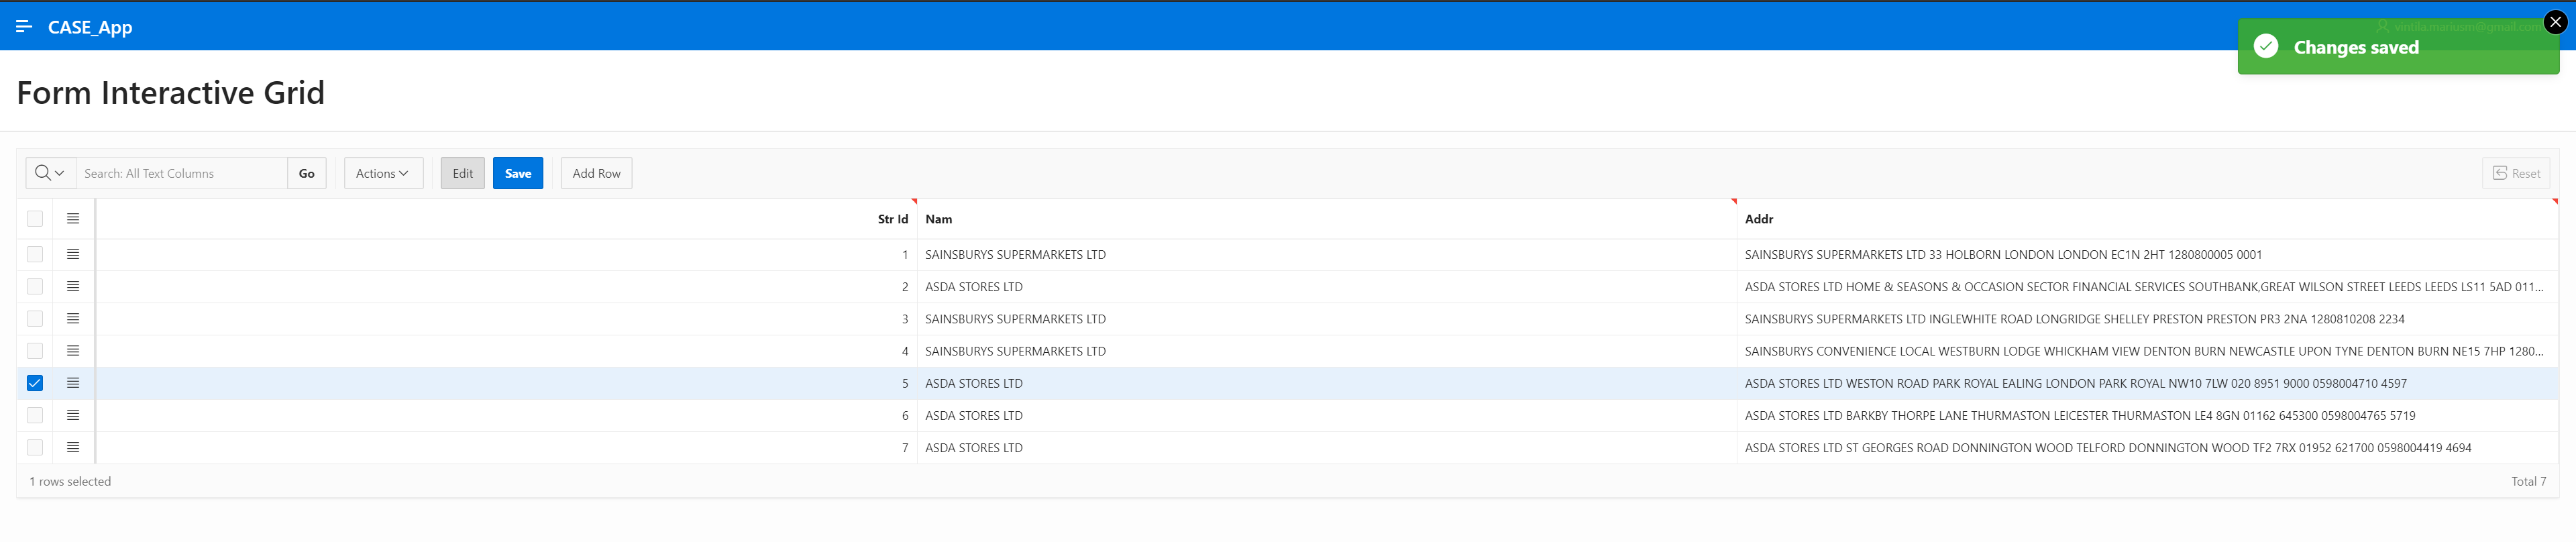 CASE_App
vintila.mariusm@gmail.com
Changes saved
Form Interactive Grid
Search: All Text Columns
Go
Actions
Edit
Save
Add Row
Reset
Str Id Nam Addr
1 SAINSBURYS SUPERMARKETS LTD SAINSBURYS SUPERMARKETS LTD 33 HOLBORN LONDON LONDON EC1N 2HT 1280800005 0001
2 ASDA STORES LTD ASDA STORES LTD HOME & SEASONS & OCCASION SECTOR FINANCIAL SERVICES SOUTHBANK,GREAT WILSON STREET LEEDS LEEDS LS11 5AD 011...
3 SAINSBURYS SUPERMARKETS LTD SAINSBURYS SUPERMARKETS LTD INGLEWHITE ROAD LONGRIDGE SHELLEY PRESTON PRESTON PR3 2NA 1280810208 2234
4 SAINSBURYS SUPERMARKETS LTD SAINSBURYS CONVENIENCE LOCAL WESTBURN LODGE WHICKHAM VIEW DENTON BURN NEWCASTLE UPON TYNE DENTON BURN NE15 7HP 1280...
5 ASDA STORES LTD ASDA STORES LTD WESTON ROAD PARK ROYAL EALING LONDON PARK ROYAL NW10 7LW 020 8951 9000 0598004710 4597
6 ASDA STORES LTD ASDA STORES LTD BARKBY THORPE LANE THURMASTON LEICESTER THURMASTON LE4 8GN 01162 645300 0598004765 5719
7 ASDA STORES LTD ASDA STORES LTD ST GEORGES ROAD DONNINGTON WOOD TELFORD DONNINGTON WOOD TF2 7RX 01952 621700 0598004419 4694
1 rows selected
Total 7